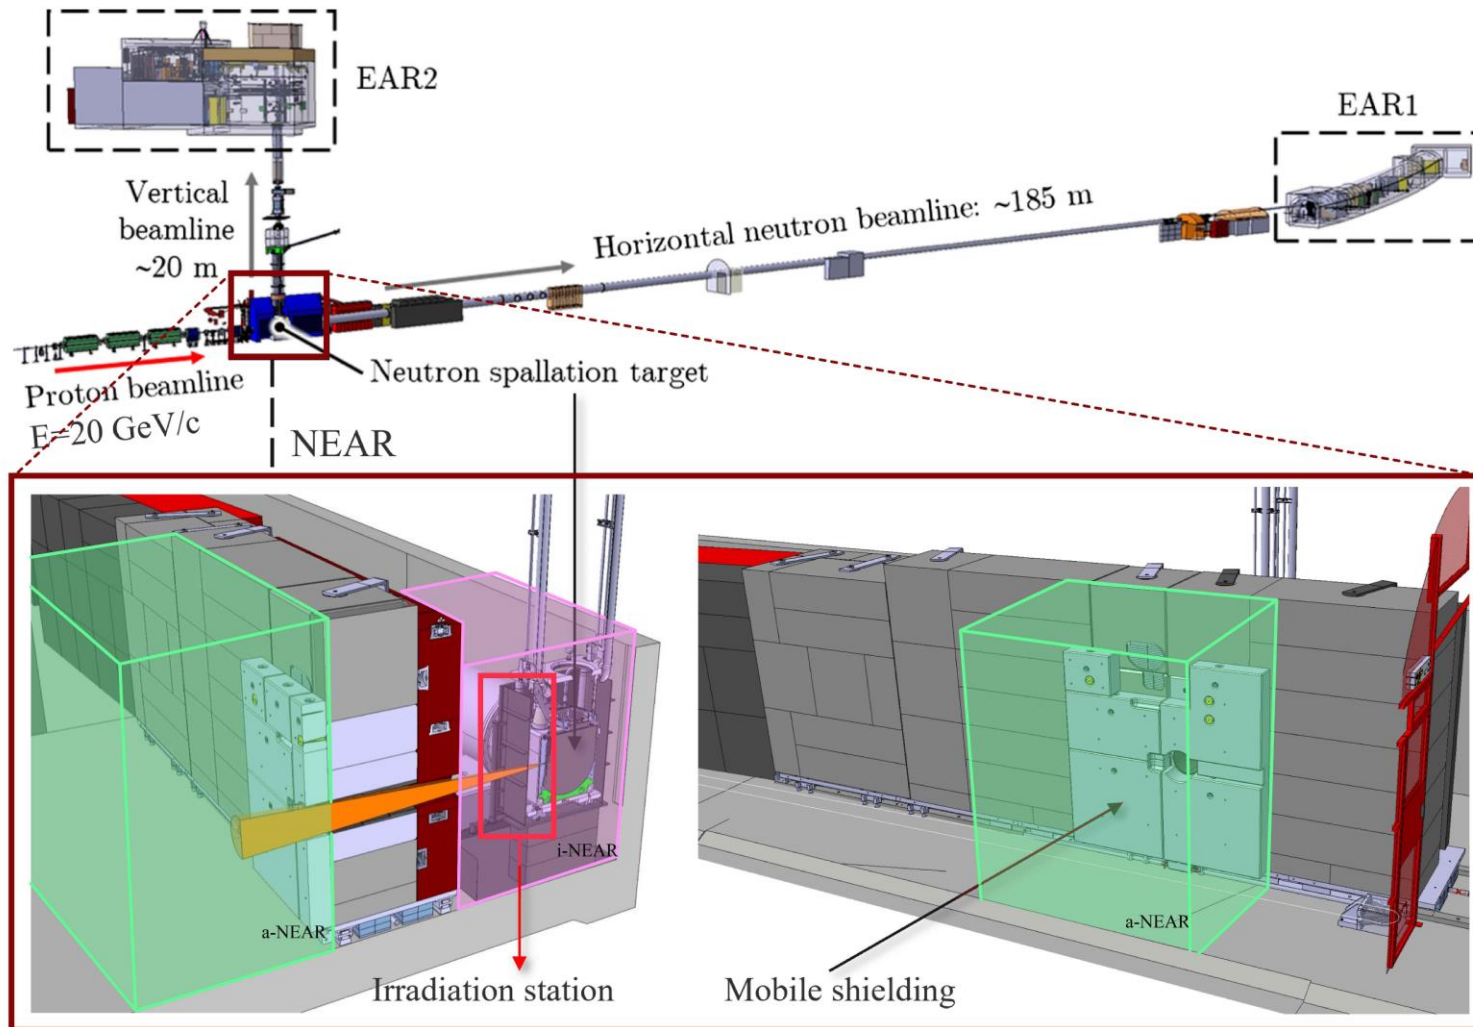 EAR2
EAR1
Vertical
beamline
~20 m
Horizontal neutron beamline: ~185 m
Neutron spallation target
Proton beamline
E=20 GeV/c
NEAR
i-NEAR
a-NEAR
a-NEAR
Irradiation station
Mobile shielding